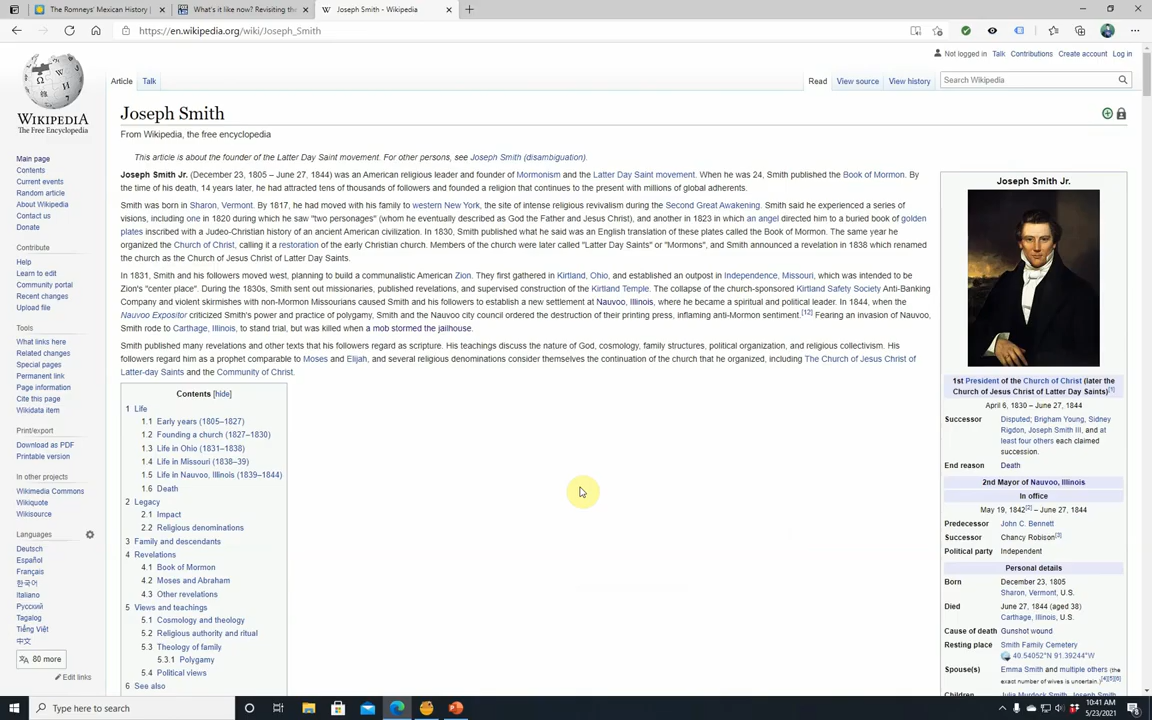 The Romneys' Mexican History |
What's it like now? Revisiting the
Joseph Smith - Wikipedia
https://en.wikipedia.org/wiki/Joseph_Smith
Not logged in Talk Contributions Create account Log in
Article Talk
Read View source View history
Search Wikipedia
WIKIPEDIA
The Free Encyclopedia
Main page
Contents
Current events
Random article
About Wikipedia
Contact us
Donate
Contribute
Help
Learn to edit
Community portal
Recent changes
Upload file
Tools
What links here
Related changes
Special pages
Permanent link
Page information
Cite this page
Wikidata item
Print/export
Download as PDF
Printable version
In other projects
Wikimedia Commons
Wikiquote
Wikisource
Languages
Deutsch
Español
Français
한국어
Italiano
Русский
Tagalog
Tiếng Việt
中文
80 more
Edit links
Joseph Smith
From Wikipedia, the free encyclopedia
This article is about the founder of the Latter Day Saint movement. For other persons, see Joseph Smith (disambiguation).
Joseph Smith Jr. (December 23, 1805 – June 27, 1844) was an American religious leader and founder of Mormonism and the Latter Day Saint movement. When he was 24, Smith published the Book of Mormon. By
the time of his death, 14 years later, he had attracted tens of thousands of followers and founded a religion that continues to the present with millions of global adherents.
Smith was born in Sharon, Vermont. By 1817, he had moved with his family to western New York, the site of intense religious revivalism during the Second Great Awakening. Smith said he experienced a series of
visions, including one in 1820 during which he saw "two personages" (whom he eventually described as God the Father and Jesus Christ), and another in 1823 in which an angel directed him to a buried book of golden
plates inscribed with a Judeo-Christian history of an ancient American civilization. In 1830, Smith published what he said was an English translation of these plates called the Book of Mormon. The same year he
organized the Church of Christ, calling it a restoration of the early Christian church. Members of the church were later called "Latter Day Saints" or "Mormons", and Smith announced a revelation in 1838 which renamed
the church as the Church of Jesus Christ of Latter Day Saints.
In 1831, Smith and his followers moved west, planning to build a communalistic American Zion. They first gathered in Kirtland, Ohio, and established an outpost in Independence, Missouri, which was intended to be
Zion's "center place". During the 1830s, Smith sent out missionaries, published revelations, and supervised construction of the Kirtland Temple. The collapse of the church-sponsored Kirtland Safety Society Anti-Banking
Company and violent skirmishes with non-Mormon Missourians caused Smith and his followers to establish a new settlement at Nauvoo, Illinois, where he became a spiritual and political leader. In 1844, when the
Nauvoo Expositor criticized Smith's power and practice of polygamy, Smith and the Nauvoo city council ordered the destruction of their printing press, inflaming anti-Mormon sentiment.[12] Fearing an invasion of Nauvoo,
Smith rode to Carthage, Illinois, to stand trial, but was killed when a mob stormed the jailhouse.
Smith published many revelations and other texts that his followers regard as scripture. His teachings discuss the nature of God, cosmology, family structures, political organization, and religious collectivism. His
followers regard him as a prophet comparable to Moses and Elijah, and several religious denominations consider themselves the continuation of the church that he organized, including The Church of Jesus Christ of
Latter-day Saints and the Community of Christ.
Contents [hide]
1 Life
1.1 Early years (1805–1827)
1.2 Founding a church (1827–1830)
1.3 Life in Ohio (1831–1838)
1.4 Life in Missouri (1838–39)
1.5 Life in Nauvoo, Illinois (1839–1844)
1.6 Death
2 Legacy
2.1 Impact
2.2 Religious denominations
3 Family and descendants
4 Revelations
4.1 Book of Mormon
4.2 Moses and Abraham
4.3 Other revelations
5 Views and teachings
5.1 Cosmology and theology
5.2 Religious authority and ritual
5.3 Theology of family
5.3.1 Polygamy
5.4 Political views
6 See also
Joseph Smith Jr.
1st President of the Church of Christ (later the
Church of Jesus Christ of Latter Day Saints)[1]
April 6, 1830 – June 27, 1844
Successor Disputed; Brigham Young, Sidney
Rigdon, Joseph Smith III, and at
least four others each claimed
succession.
End reason Death
2nd Mayor of Nauvoo, Illinois
In office
May 19, 1842[2] – June 27, 1844
Predecessor John C. Bennett
Successor Chancy Robison[3]
Political party Independent
Personal details
Born December 23, 1805
Sharon, Vermont, U.S.
Died June 27, 1844 (aged 38)
Carthage, Illinois, U.S.
Cause of death Gunshot wound
Resting place Smith Family Cemetery
40.54052°N 91.39244°W
Spouse(s) Emma Smith and multiple others (the
exact number of wives is uncertain.)[4][5][6]
Children Julia Murdock Smith, Joseph Smith
Type here to search
10:41 AM
5/23/2021